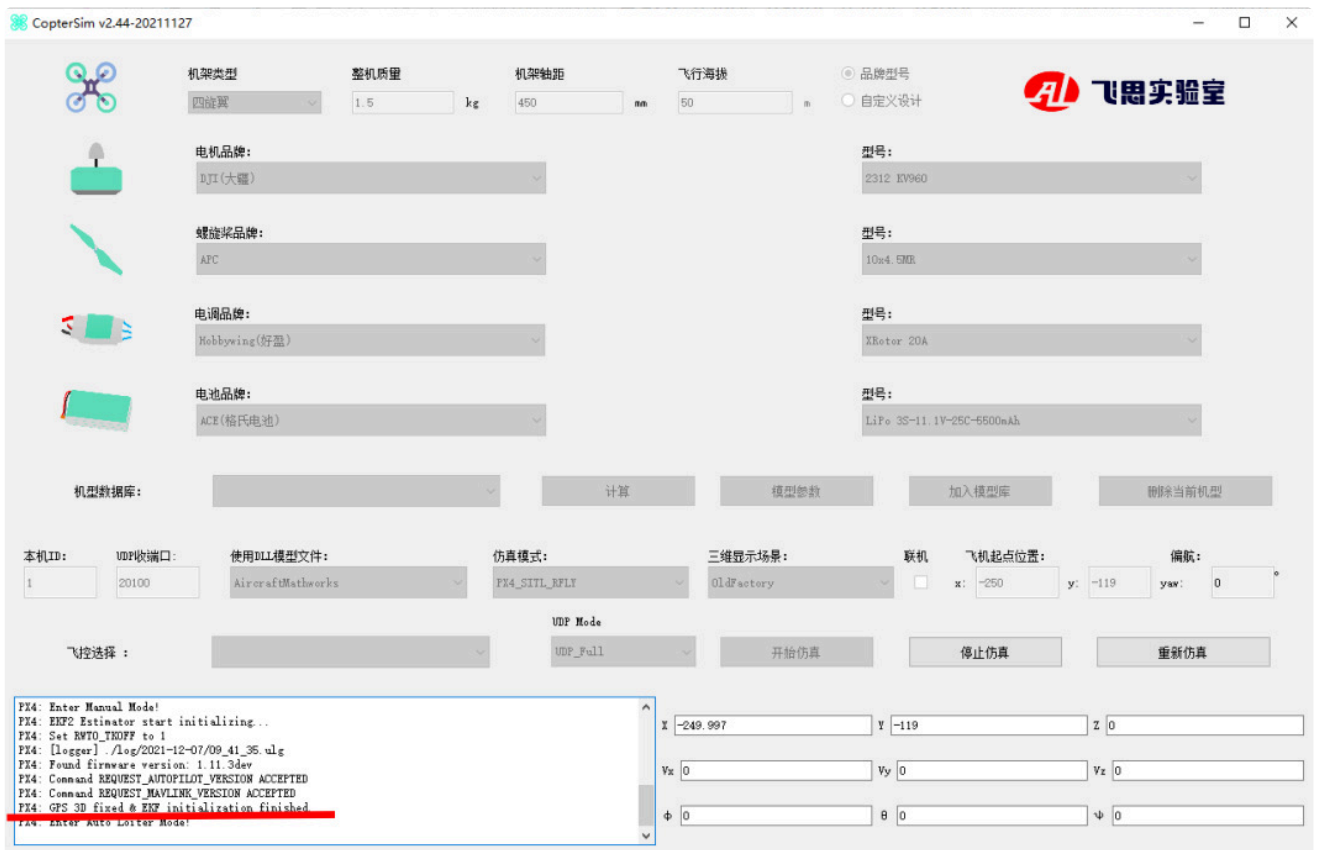 CopterSim v2.44-20211127
机架类型 整机质量 机架轴距 飞行海拔 品牌型号
四旋翼 1.5 kg 450 mm 50 m 自定义设计
飞思实验室
电机品牌： 型号：
DJI(大疆) 2312 KV960
螺旋桨品牌： 型号：
APC 10x4.5MR
电调品牌： 型号：
Hobbywing(好盈) XRotor 20A
电池品牌： 型号：
ACE(格氏电池) LiPo 3S-11.1V-25C-5500mAh
机型数据库： 计算 模型参数 加入模型库 删除当前机型
本机ID: UDP收端口: 使用DLL模型文件： 仿真模式： 三维显示场景： 联机 飞机起点位置： 偏航：
1 20100 AircraftMathworks PX4_SITL_RFLY OldFactory x: -250 y: -119 yaw: 0 °
UDP Mode
飞控选择 ： UDP_Full 开始仿真 停止仿真 重新仿真
PX4: Enter Manual Mode!
PX4: EKF2 Estimator start initializing...
PX4: Set RWTO_TKOFF to 1
PX4: [logger] ./log/2021-12-07/09_41_35.ulg
PX4: Found firmware version: 1.11.3dev
PX4: Command REQUEST_AUTOPILOT_VERSION ACCEPTED
PX4: Command REQUEST_MAVLINK_VERSION ACCEPTED
PX4: GPS 3D fixed & EKF initialization finished.
PX4: Enter Auto Loiter Mode!
X -249.997 Y -119 Z 0
Vx 0 Vy 0 Vz 0
Φ 0 θ 0 Ψ 0